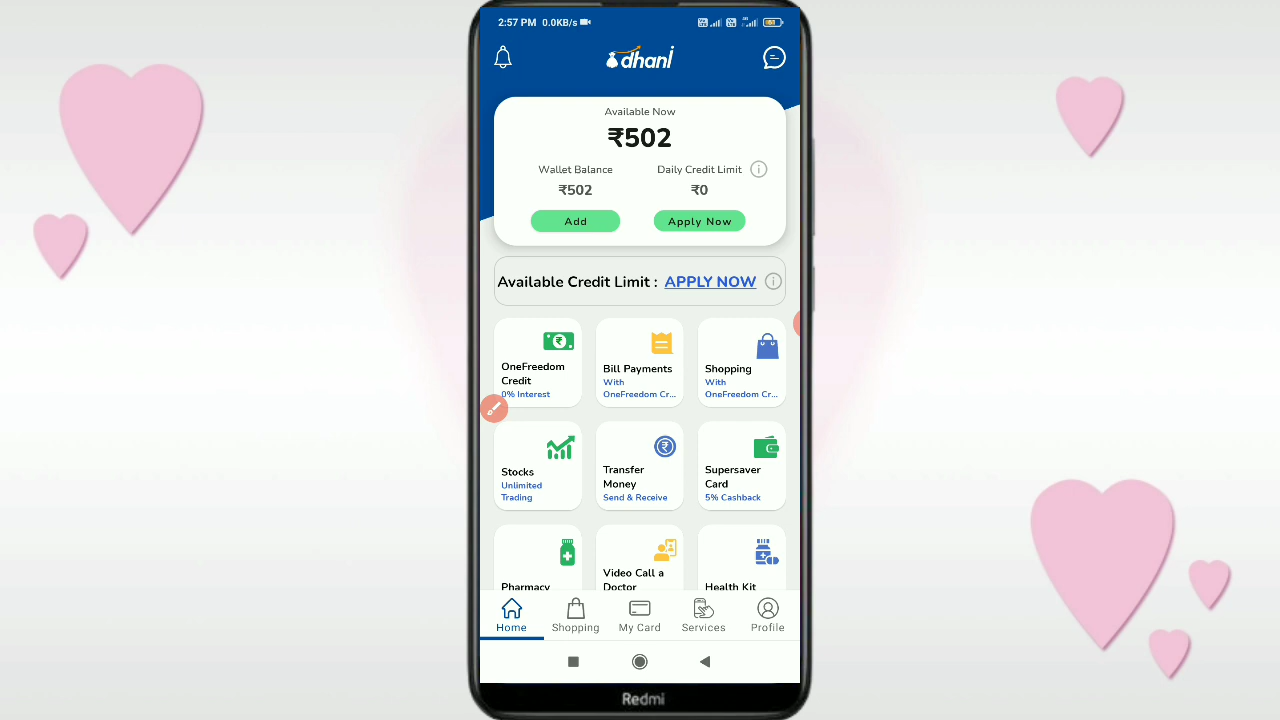 2:57 PM 0.0KB/s
dhani
Available Now
₹502
Wallet Balance
Daily Credit Limit
₹502
₹0
Add
Apply Now
Available Credit Limit : APPLY NOW
OneFreedom
Credit
0% Interest
Bill Payments
With
OneFreedom Cr...
Shopping
With
OneFreedom Cr...
Stocks
Unlimited
Trading
Transfer
Money
Send & Receive
Supersaver
Card
5% Cashback
Pharmacy
Video Call a
Doctor
Health Kit
Home
Shopping
My Card
Services
Profile
Redmi